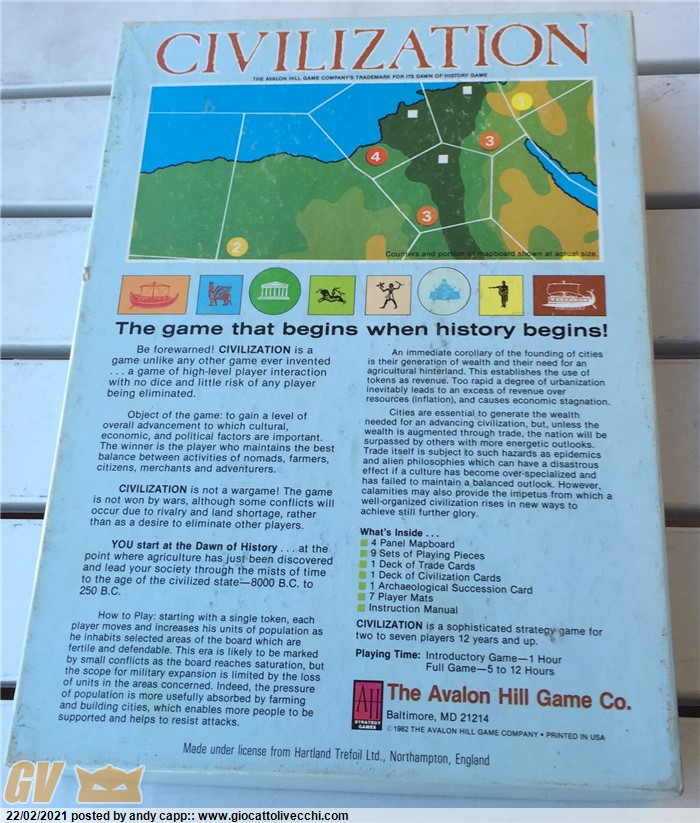 CIVILIZATION
THE AVALON HILL GAME COMPANY'S TRADEMARK FOR ITS DAWN OF HISTORY GAME
1
3
4
3
2
Counters and portion of mapboard shown at actual size.
The game that begins when history begins!
Be forewarned! CIVILIZATION is a
game unlike any other game ever invented
. . . a game of high-level player interaction
with no dice and little risk of any player
being eliminated.
Object of the game: to gain a level of
overall advancement to which cultural,
economic, and political factors are important.
The winner is the player who maintains the best
balance between activities of nomads, farmers,
citizens, merchants and adventurers.
CIVILIZATION is not a wargame! The game
is not won by wars, although some conflicts will
occur due to rivalry and land shortage, rather
than as a desire to eliminate other players.
YOU start at the Dawn of History . . . at the
point where agriculture has just been discovered
and lead your society through the mists of time
to the age of the civilized state—8000 B.C. to
250 B.C.
How to Play: starting with a single token, each
player moves and increases his units of population as
he inhabits selected areas of the board which are
fertile and defendable. This era is likely to be marked
by small conflicts as the board reaches saturation, but
the scope for military expansion is limited by the loss
of units in the areas concerned. Indeed, the pressure
of population is more usefully absorbed by farming
and building cities, which enables more people to be
supported and helps to resist attacks.
An immediate corollary of the founding of cities
is their generation of wealth and their need for an
agricultural hinterland. This establishes the use of
tokens as revenue. Too rapid a degree of urbanization
inevitably leads to an excess of revenue over
resources (inflation), and causes economic stagnation.
Cities are essential to generate the wealth
needed for an advancing civilization, but, unless the
wealth is augmented through trade, the nation will be
surpassed by others with more energetic outlooks.
Trade itself is subject to such hazards as epidemics
and alien philosophies which can have a disastrous
effect if a culture has become over-specialized and
has failed to maintain a balanced outlook. However,
calamities may also provide the impetus from which a
well-organized civilization rises in new ways to
achieve still further glory.
What's Inside . . .
4 Panel Mapboard
9 Sets of Playing Pieces
1 Deck of Trade Cards
1 Deck of Civilization Cards
1 Archaeological Succession Card
7 Player Mats
Instruction Manual
CIVILIZATION is a sophisticated strategy game for
two to seven players 12 years and up.
Playing Time: Introductory Game—1 Hour
Full Game—5 to 12 Hours
AH
STRATEGY
GAMES
The Avalon Hill Game Co.
Baltimore, MD 21214
©1982 THE AVALON HILL GAME COMPANY • PRINTED IN USA
Made under license from Hartland Trefoil Ltd., Northampton, England
GV
22/02/2021 posted by andy capp:: www.giocattolivecchi.com